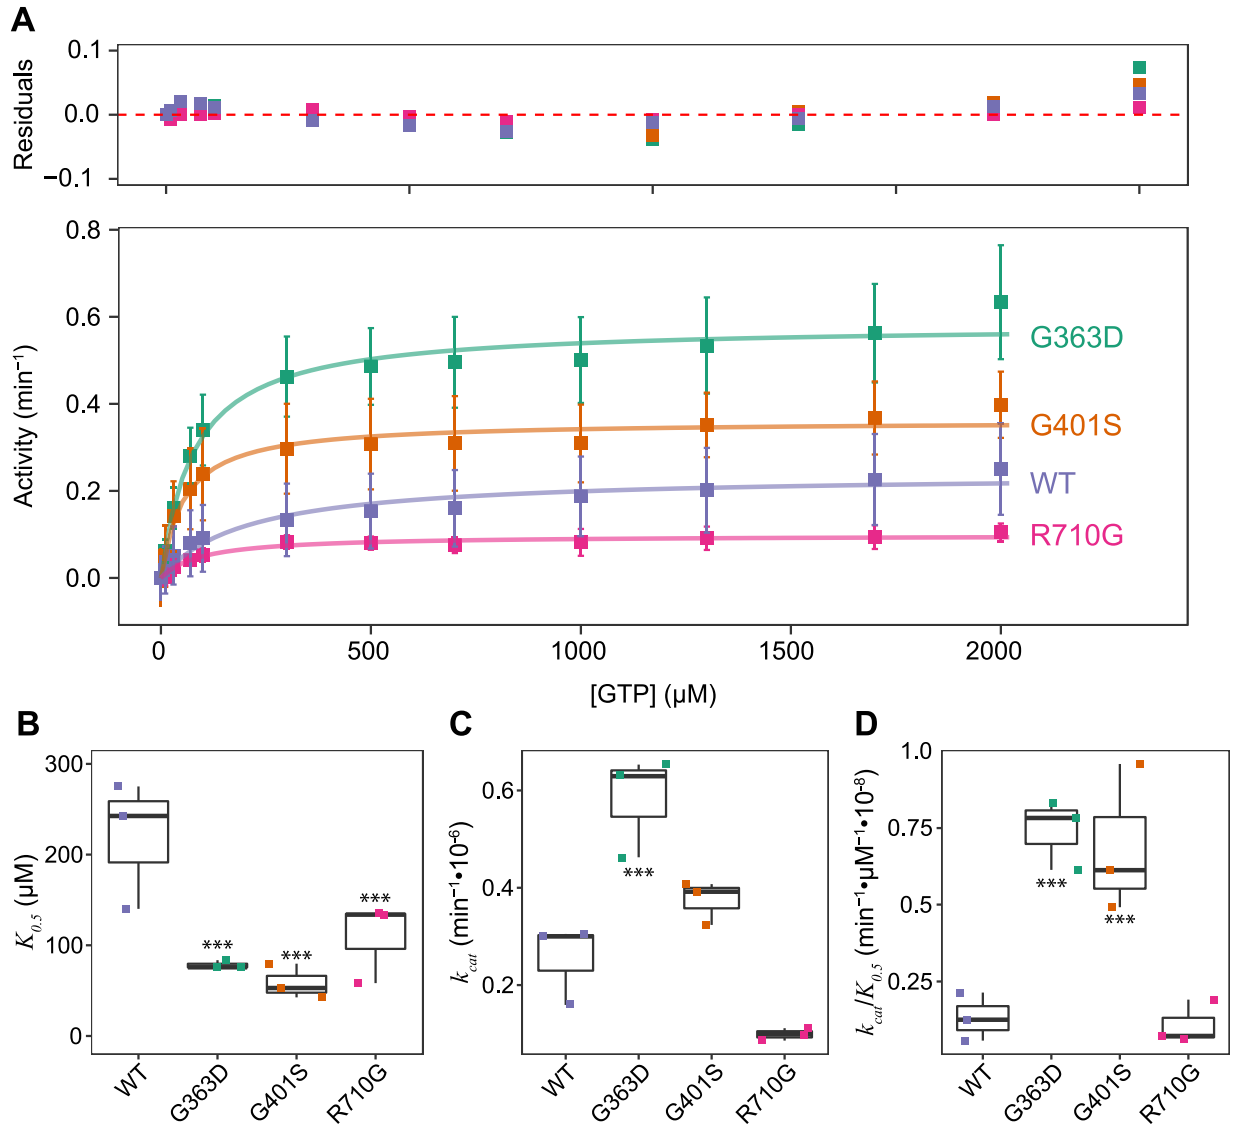 A
Residuals
0.1
0.0
−0.1
Activity (min⁻¹)
0.8
0.6
0.4
0.2
0.0
G363D
G401S
WT
R710G
0
500
1000
1500
2000
[GTP] (µM)
B
K0.5 (µM)
300
200
100
0
***
***
***
WT
G363D
G401S
R710G
C
kcat (min⁻¹•10⁻⁶)
0.6
0.4
0.2
***
WT
G363D
G401S
R710G
D
kcat/K0.5 (min⁻¹•µM⁻¹•10⁻⁸)
1.0
0.75
0.5
0.25
***
***
WT
G363D
G401S
R710G